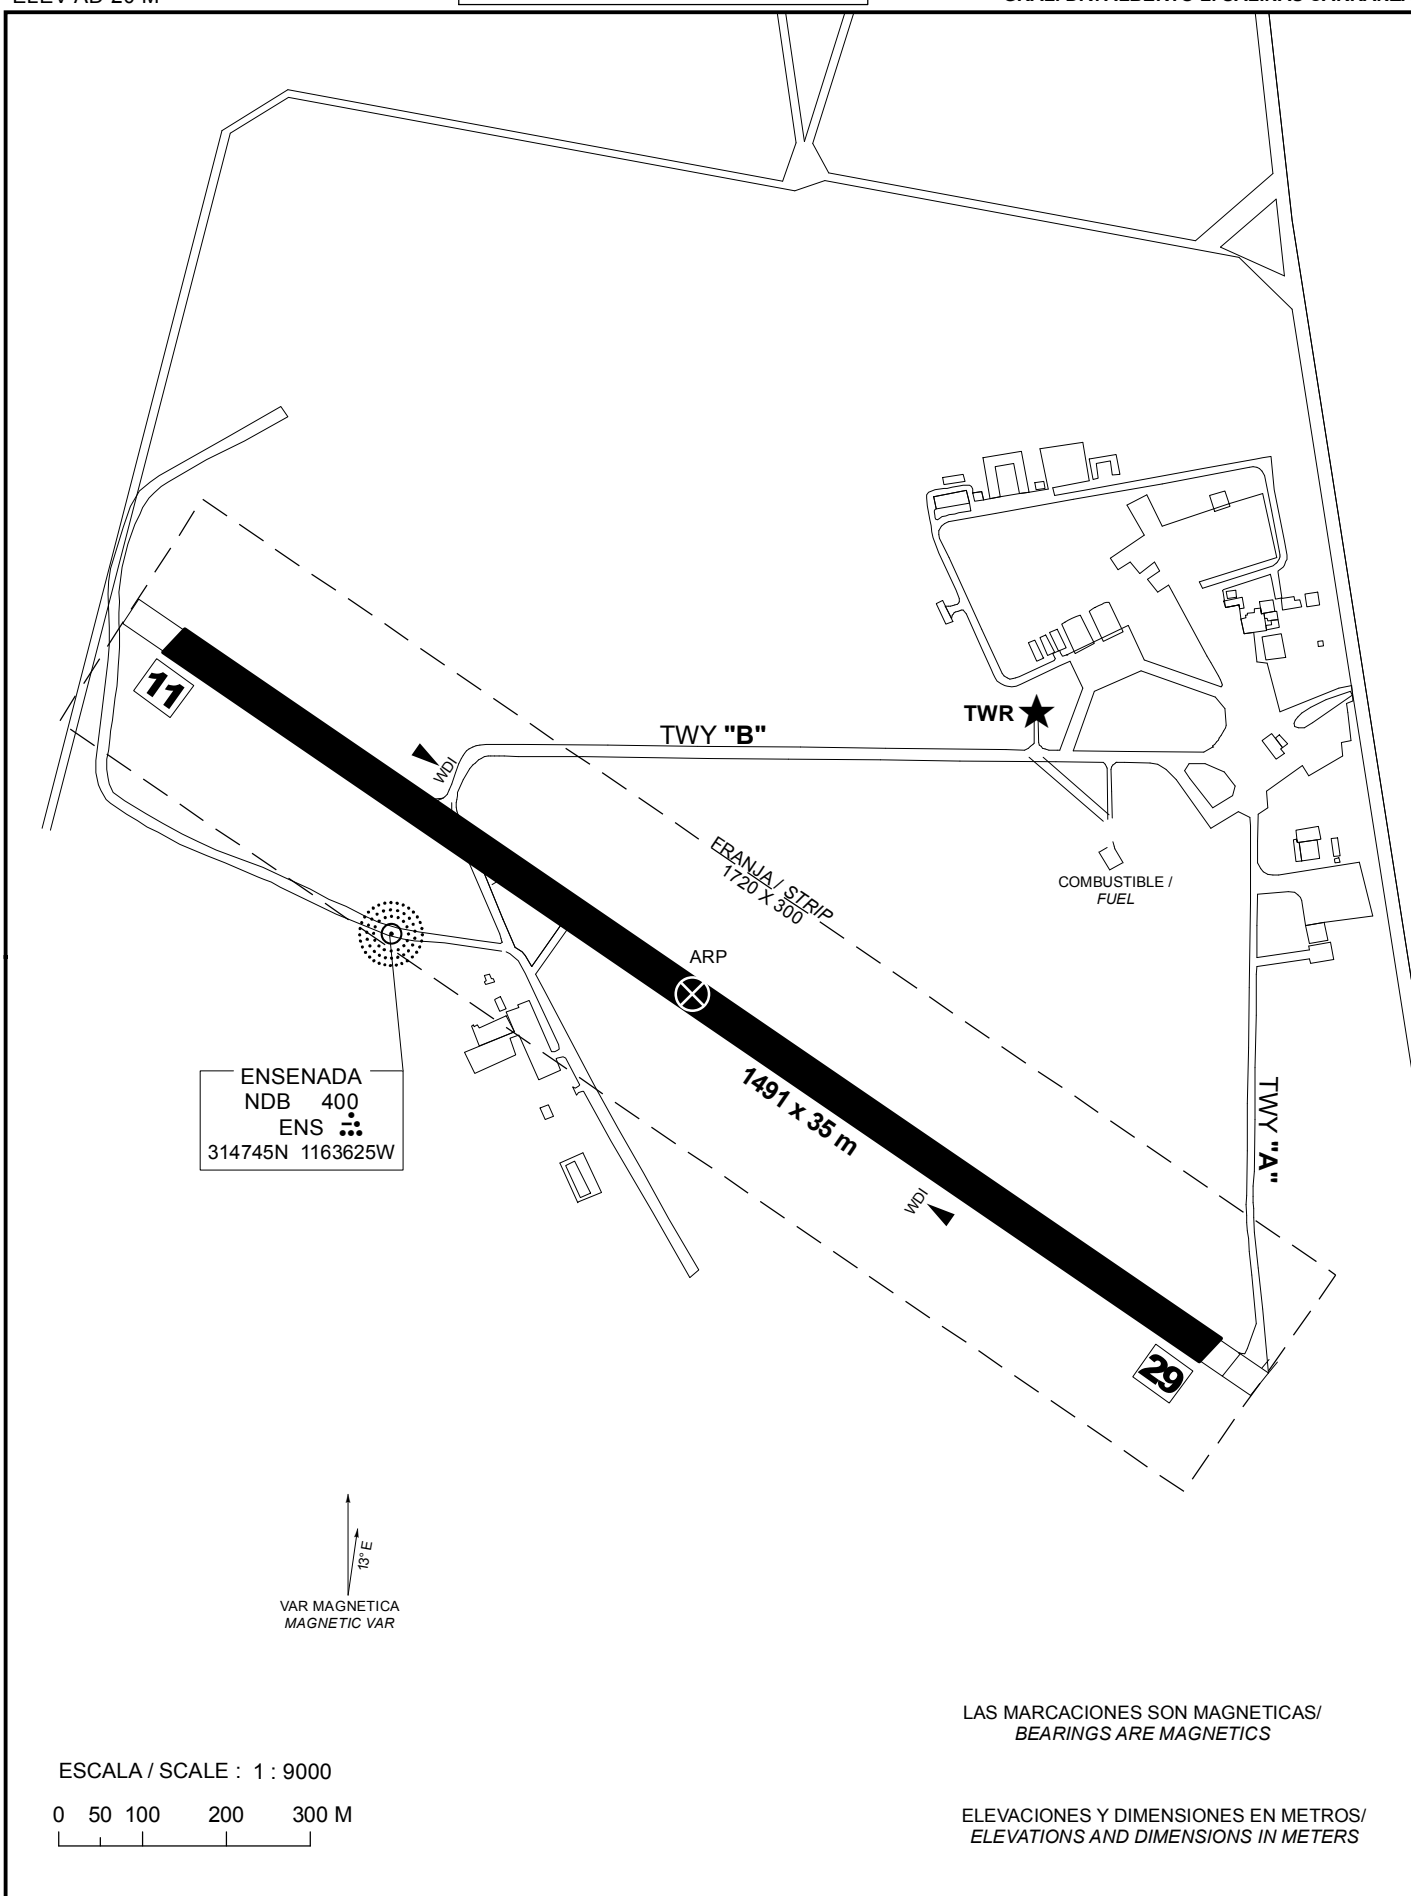 11
TWR
TWY "B"
WDI
FRANJA / STRIP
1720 X 300
COMBUSTIBLE /
FUEL
ARP
ENSENADA
NDB 400
ENS
314745N 1163625W
1491 x 35 m
TWY "A"
WDI
29
13° E
VAR MAGNETICA
MAGNETIC VAR
LAS MARCACIONES SON MAGNETICAS/
BEARINGS ARE MAGNETICS
ESCALA / SCALE : 1 : 9000
0 50 100 200 300 M
ELEVACIONES Y DIMENSIONES EN METROS/
ELEVATIONS AND DIMENSIONS IN METERS